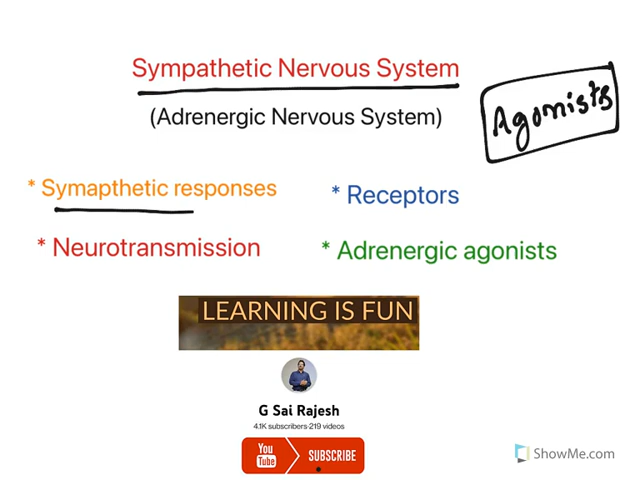 Sympathetic Nervous System
(Adrenergic Nervous System)
Agonists
* Symapthetic responses
* Receptors
* Neurotransmission
* Adrenergic agonists
LEARNING IS FUN
G Sai Rajesh
4.1K subscribers·219 videos
You
Tube
SUBSCRIBE
ShowMe.com